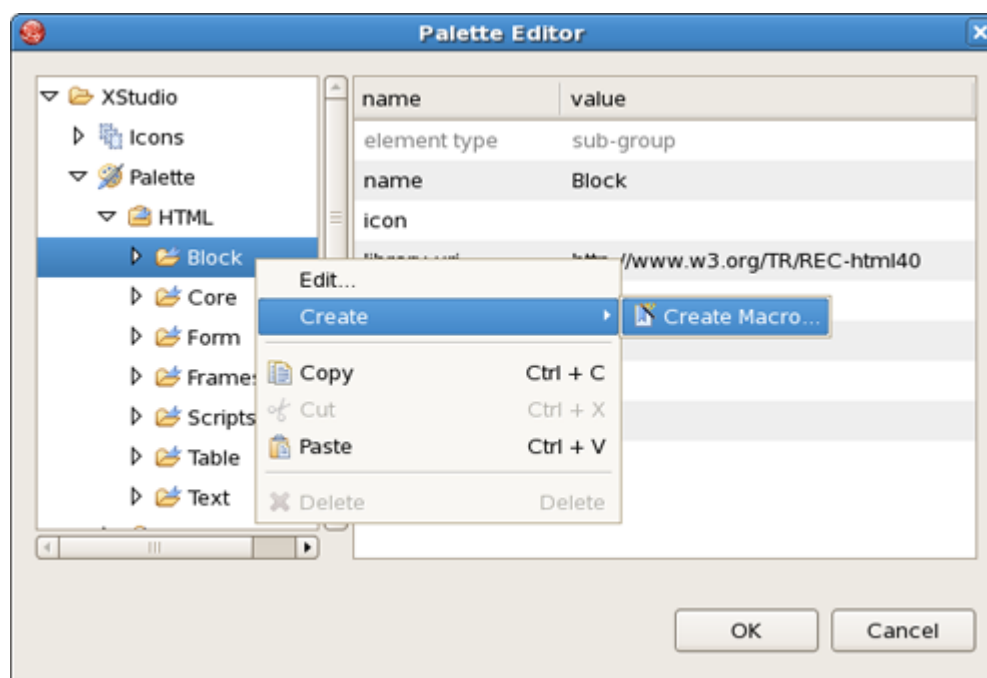 Palette Editor
XStudio
Icons
Palette
HTML
Block
Core
Form
Scripts
Table
Text
name value
element type sub-group
name Block
icon
//www.w3.org/TR/REC-html40
Edit...
Create
Create Macro...
Copy Ctrl + C
Cut Ctrl + X
Paste Ctrl + V
Delete Delete
OK Cancel